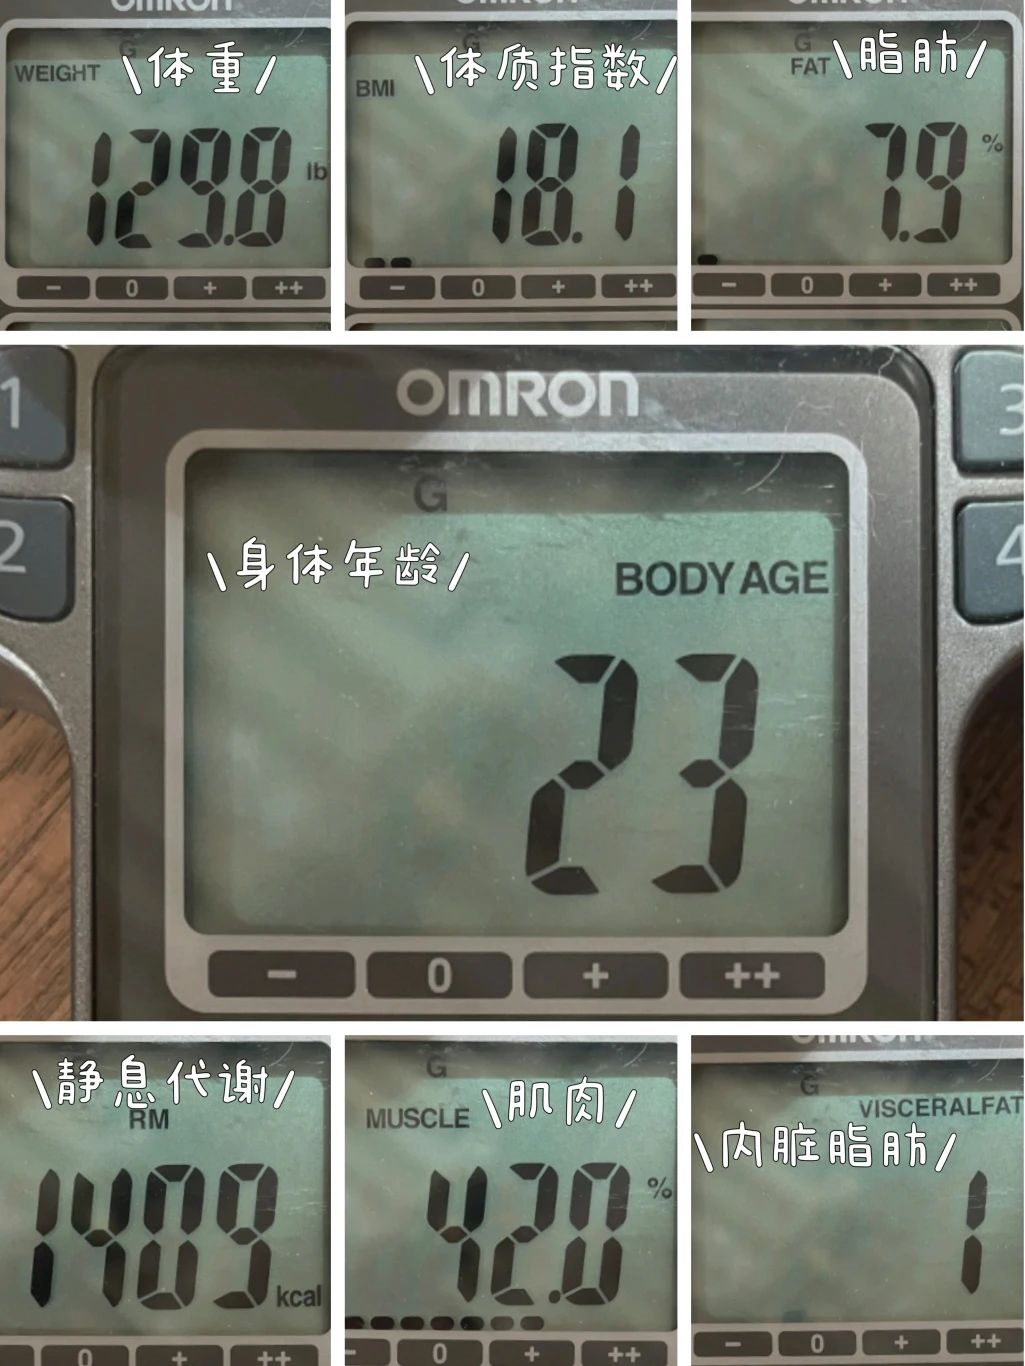 OMRON
G
WEIGHT \体重/
129.8 lb
- 0 + ++
OMRON
G
\体质指数/
BMI
18.1
- 0 + ++
OMRON
G
FAT \脂肪/
7.9 %
- 0 + ++
1
2
OMRON
3
4
G
\身体年龄/
BODY AGE
23
- 0 + ++
\静息代谢/
RM
1409 kcal
0 + ++
G
MUSCLE \肌肉/
42.0 %
- 0 + ++
OMRON
G
VISCERAL FAT
\内脏脂肪/
1
- 0 + ++